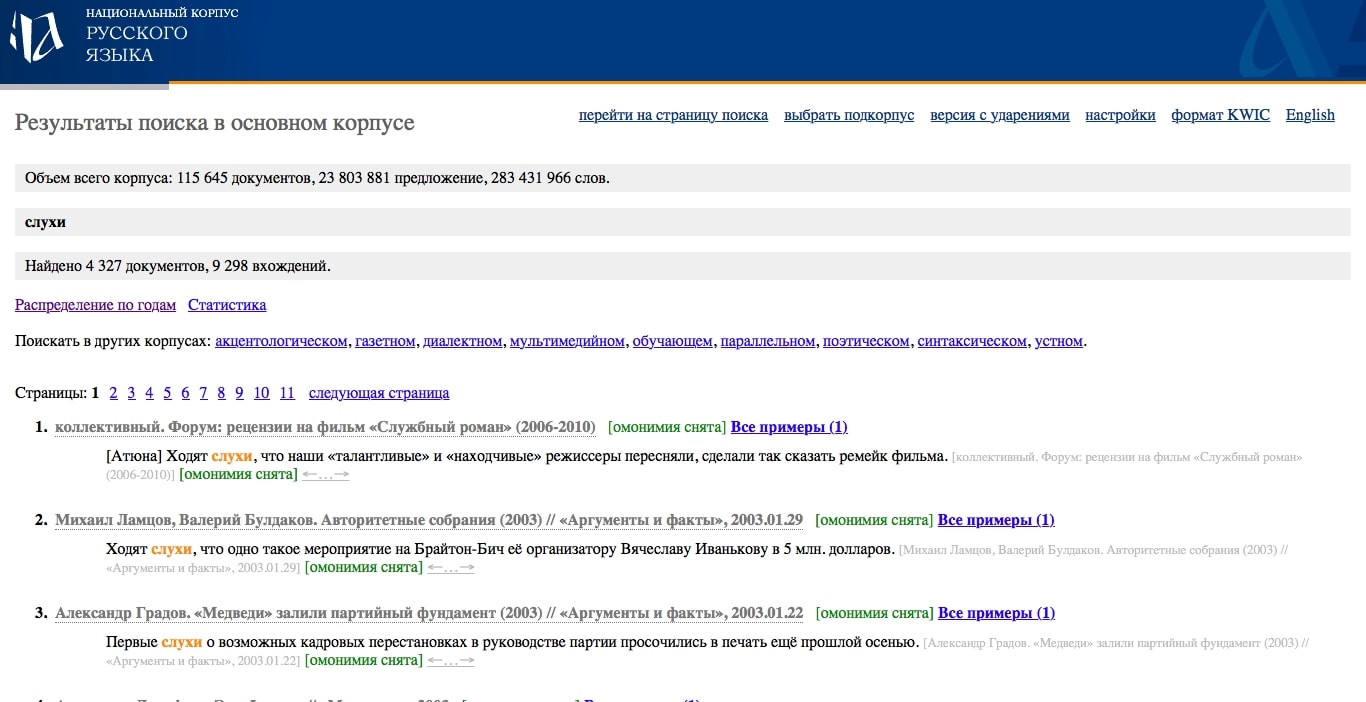 НАЦИОНАЛЬНЫЙ КОРПУС
РУССКОГО
ЯЗЫКА
Результаты поиска в основном корпусе
перейти на страницу поиска выбрать подкорпус версия с ударениями настройки формат KWIC English
Объем всего корпуса: 115 645 документов, 23 803 881 предложение, 283 431 966 слов.
слухи
Найдено 4 327 документов, 9 298 вхождений.
Распределение по годам Статистика
Поискать в других корпусах: акцентологическом, газетном, диалектном, мультимедийном, обучающем, параллельном, поэтическом, синтаксическом, устном.
Страницы: 1 2 3 4 5 6 7 8 9 10 11 следующая страница
1. коллективный. Форум: рецензии на фильм «Службный роман» (2006-2010) [омонимия снята] Все примеры (1)
[Атюна] Ходят слухи, что наши «талантливые» и «находчивые» режиссеры пересняли, сделали так сказать ремейк фильма. [коллективный. Форум: рецензии на фильм «Службный роман»
(2006-2010)] [омонимия снята] ←…→
2. Михаил Ламцов, Валерий Булдаков. Авторитетные собрания (2003) // «Аргументы и факты», 2003.01.29 [омонимия снята] Все примеры (1)
Ходят слухи, что одно такое мероприятие на Брайтон-Бич её организатору Вячеславу Иванькову в 5 млн. долларов. [Михаил Ламцов, Валерий Булдаков. Авторитетные собрания (2003) //
«Аргументы и факты», 2003.01.29] [омонимия снята] ←…→
3. Александр Градов. «Медведи» залили партийный фундамент (2003) // «Аргументы и факты», 2003.01.22 [омонимия снята] Все примеры (1)
Первые слухи о возможных кадровых перестановках в руководстве партии просочились в печать ещё прошлой осенью. [Александр Градов. «Медведи» залили партийный фундамент (2003) //
«Аргументы и факты», 2003.01.22] [омонимия снята] ←…→